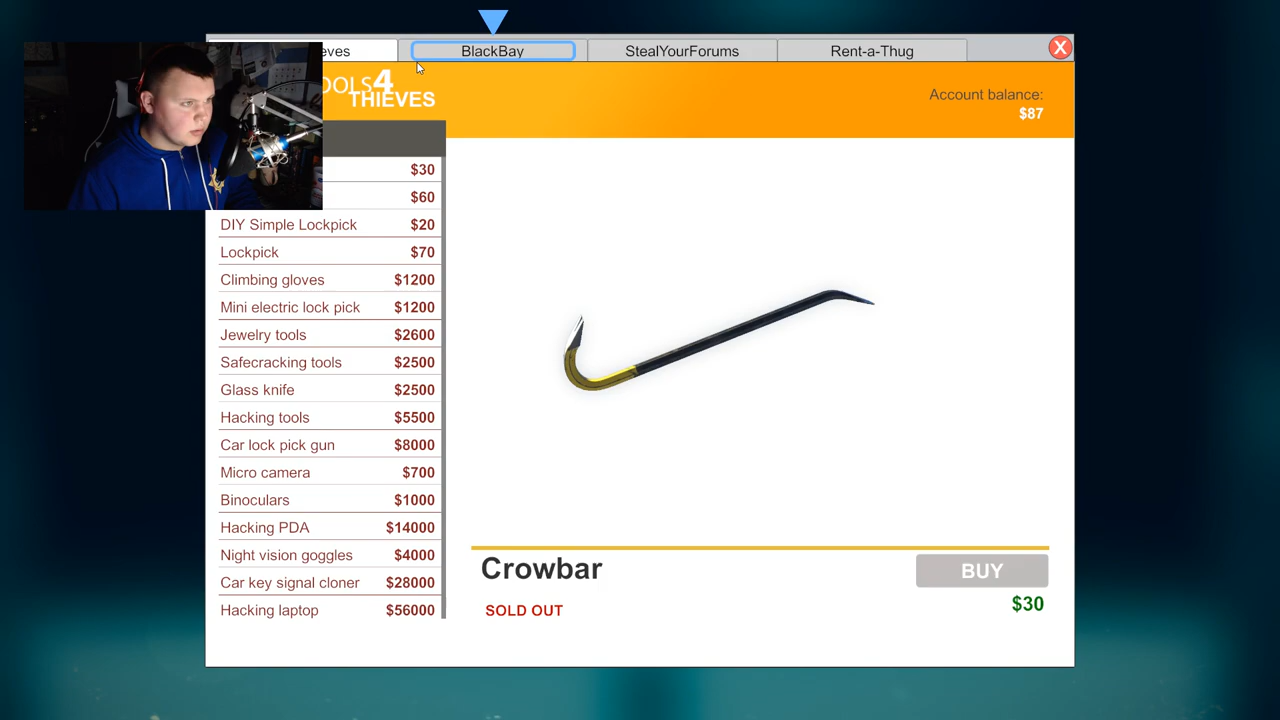 eves
BlackBay
StealYourForums
Rent-a-Thug
X
OOLS4
THIEVES
Account balance:
$87
$30
$60
DIY Simple Lockpick $20
Lockpick $70
Climbing gloves $1200
Mini electric lock pick $1200
Jewelry tools $2600
Safecracking tools $2500
Glass knife $2500
Hacking tools $5500
Car lock pick gun $8000
Micro camera $700
Binoculars $1000
Hacking PDA $14000
Night vision goggles $4000
Car key signal cloner $28000
Hacking laptop $56000
Crowbar
BUY
SOLD OUT
$30